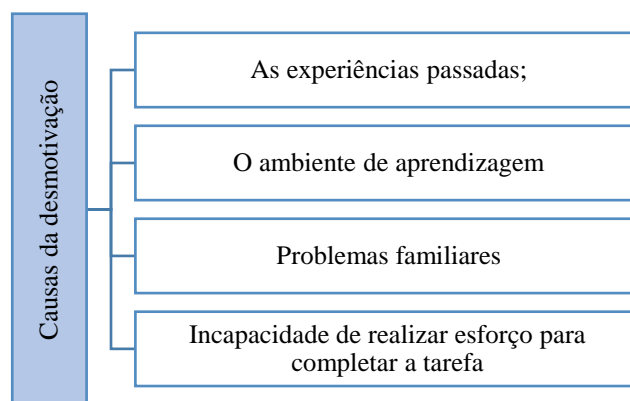 Causas da desmotivação
As experiências passadas;
O ambiente de aprendizagem
Problemas familiares
Incapacidade de realizar esforço para
completar a tarefa